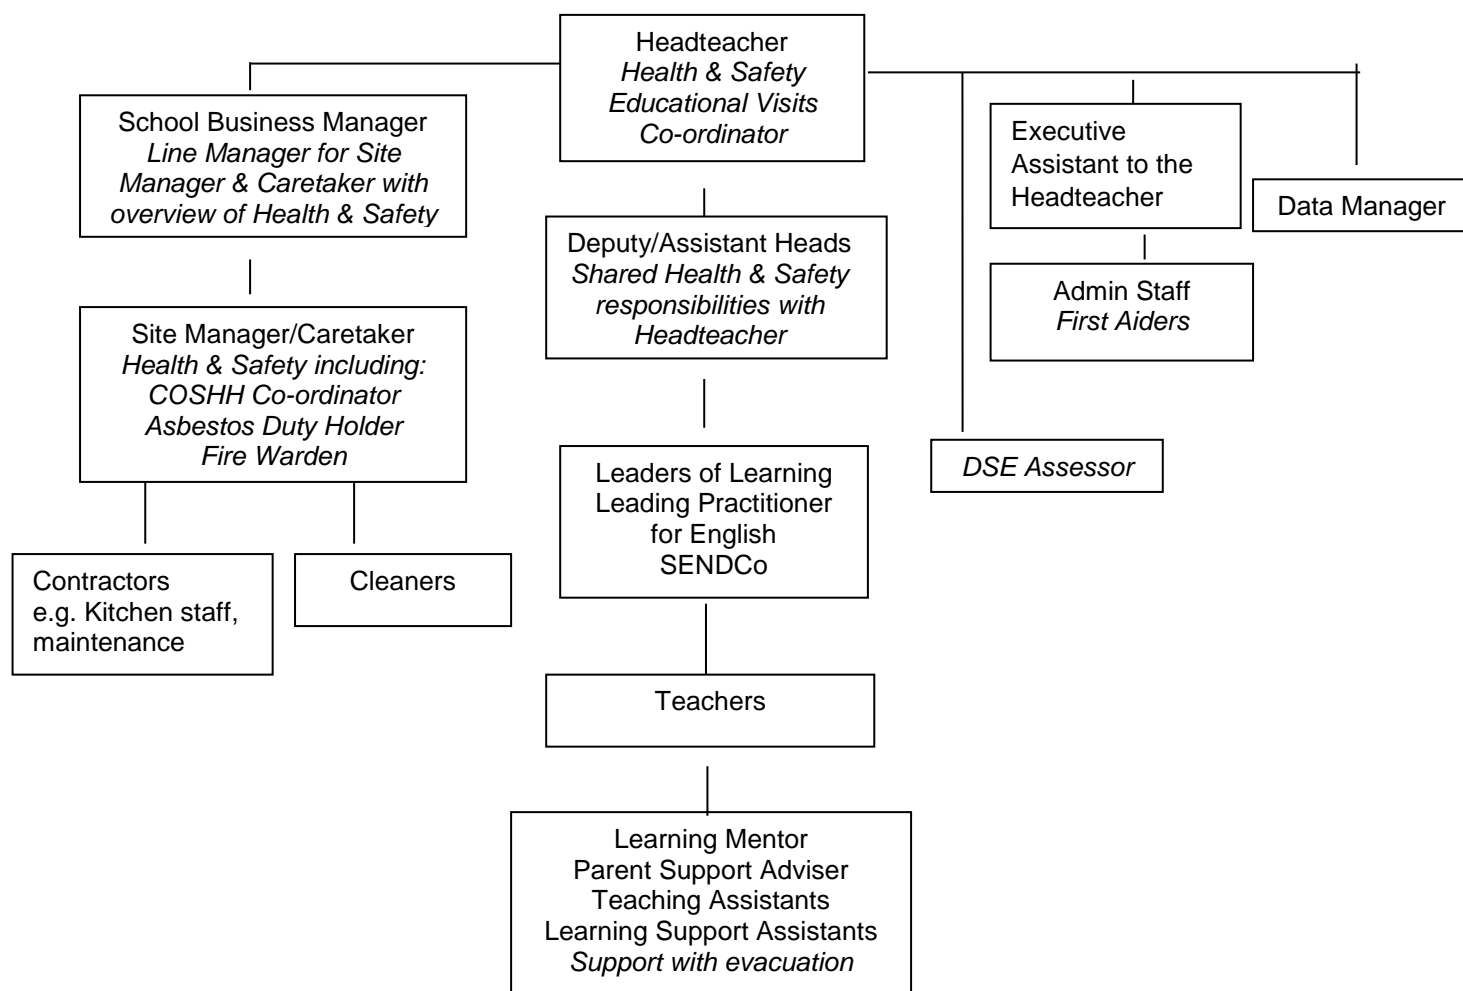 Headteacher
Health & Safety
Educational Visits
Co-ordinator
School Business Manager
Line Manager for Site
Manager & Caretaker with
overview of Health & Safety
Executive
Assistant to the
Headteacher
Data Manager
Deputy/Assistant Heads
Shared Health & Safety
responsibilities with
Headteacher
Admin Staff
First Aiders
Site Manager/Caretaker
Health & Safety including:
COSHH Co-ordinator
Asbestos Duty Holder
Fire Warden
DSE Assessor
Leaders of Learning
Leading Practitioner
for English
SENDCo
Contractors
e.g. Kitchen staff,
maintenance
Cleaners
Teachers
Learning Mentor
Parent Support Adviser
Teaching Assistants
Learning Support Assistants
Support with evacuation